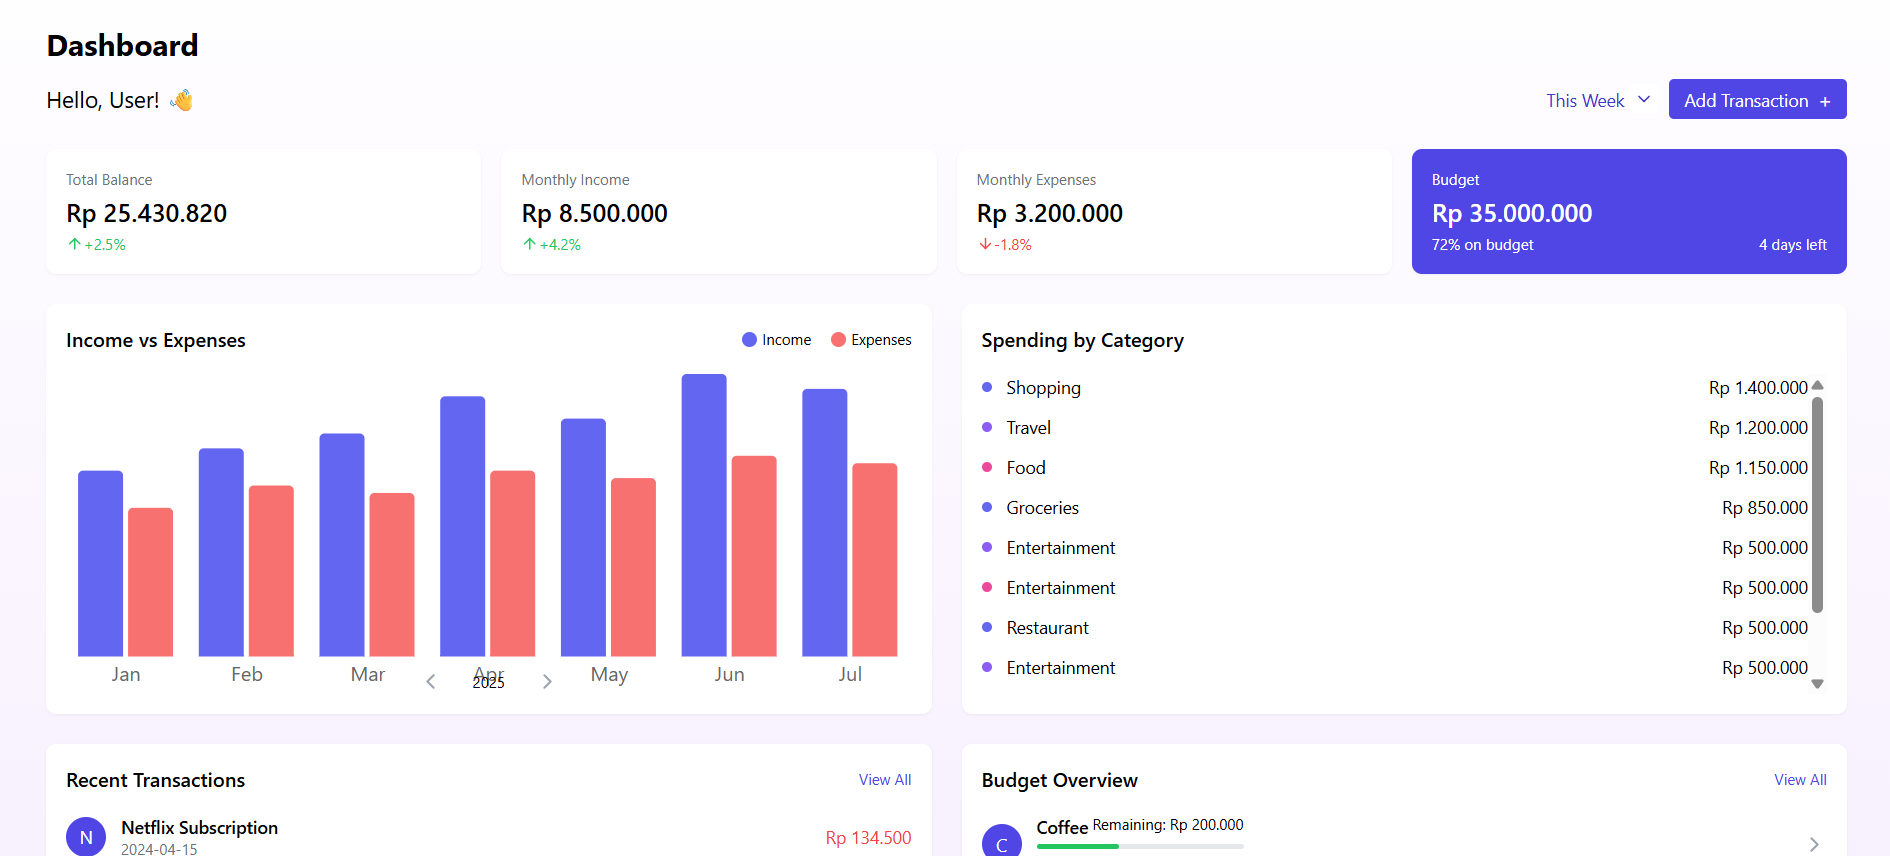 Dashboard
Hello, User! 👋
This Week
Add Transaction +
Total Balance
Rp 25.430.820
+2.5%
Monthly Income
Rp 8.500.000
+4.2%
Monthly Expenses
Rp 3.200.000
-1.8%
Budget
Rp 35.000.000
72% on budget 4 days left
Income vs Expenses
Income Expenses
Jan Feb Mar Apr May Jun Jul
2025
Spending by Category
Shopping Rp 1.400.000
Travel Rp 1.200.000
Food Rp 1.150.000
Groceries Rp 850.000
Entertainment Rp 500.000
Entertainment Rp 500.000
Restaurant Rp 500.000
Entertainment Rp 500.000
Recent Transactions View All
N Netflix Subscription Rp 134.500
2024-04-15
Budget Overview View All
C Coffee Remaining: Rp 200.000